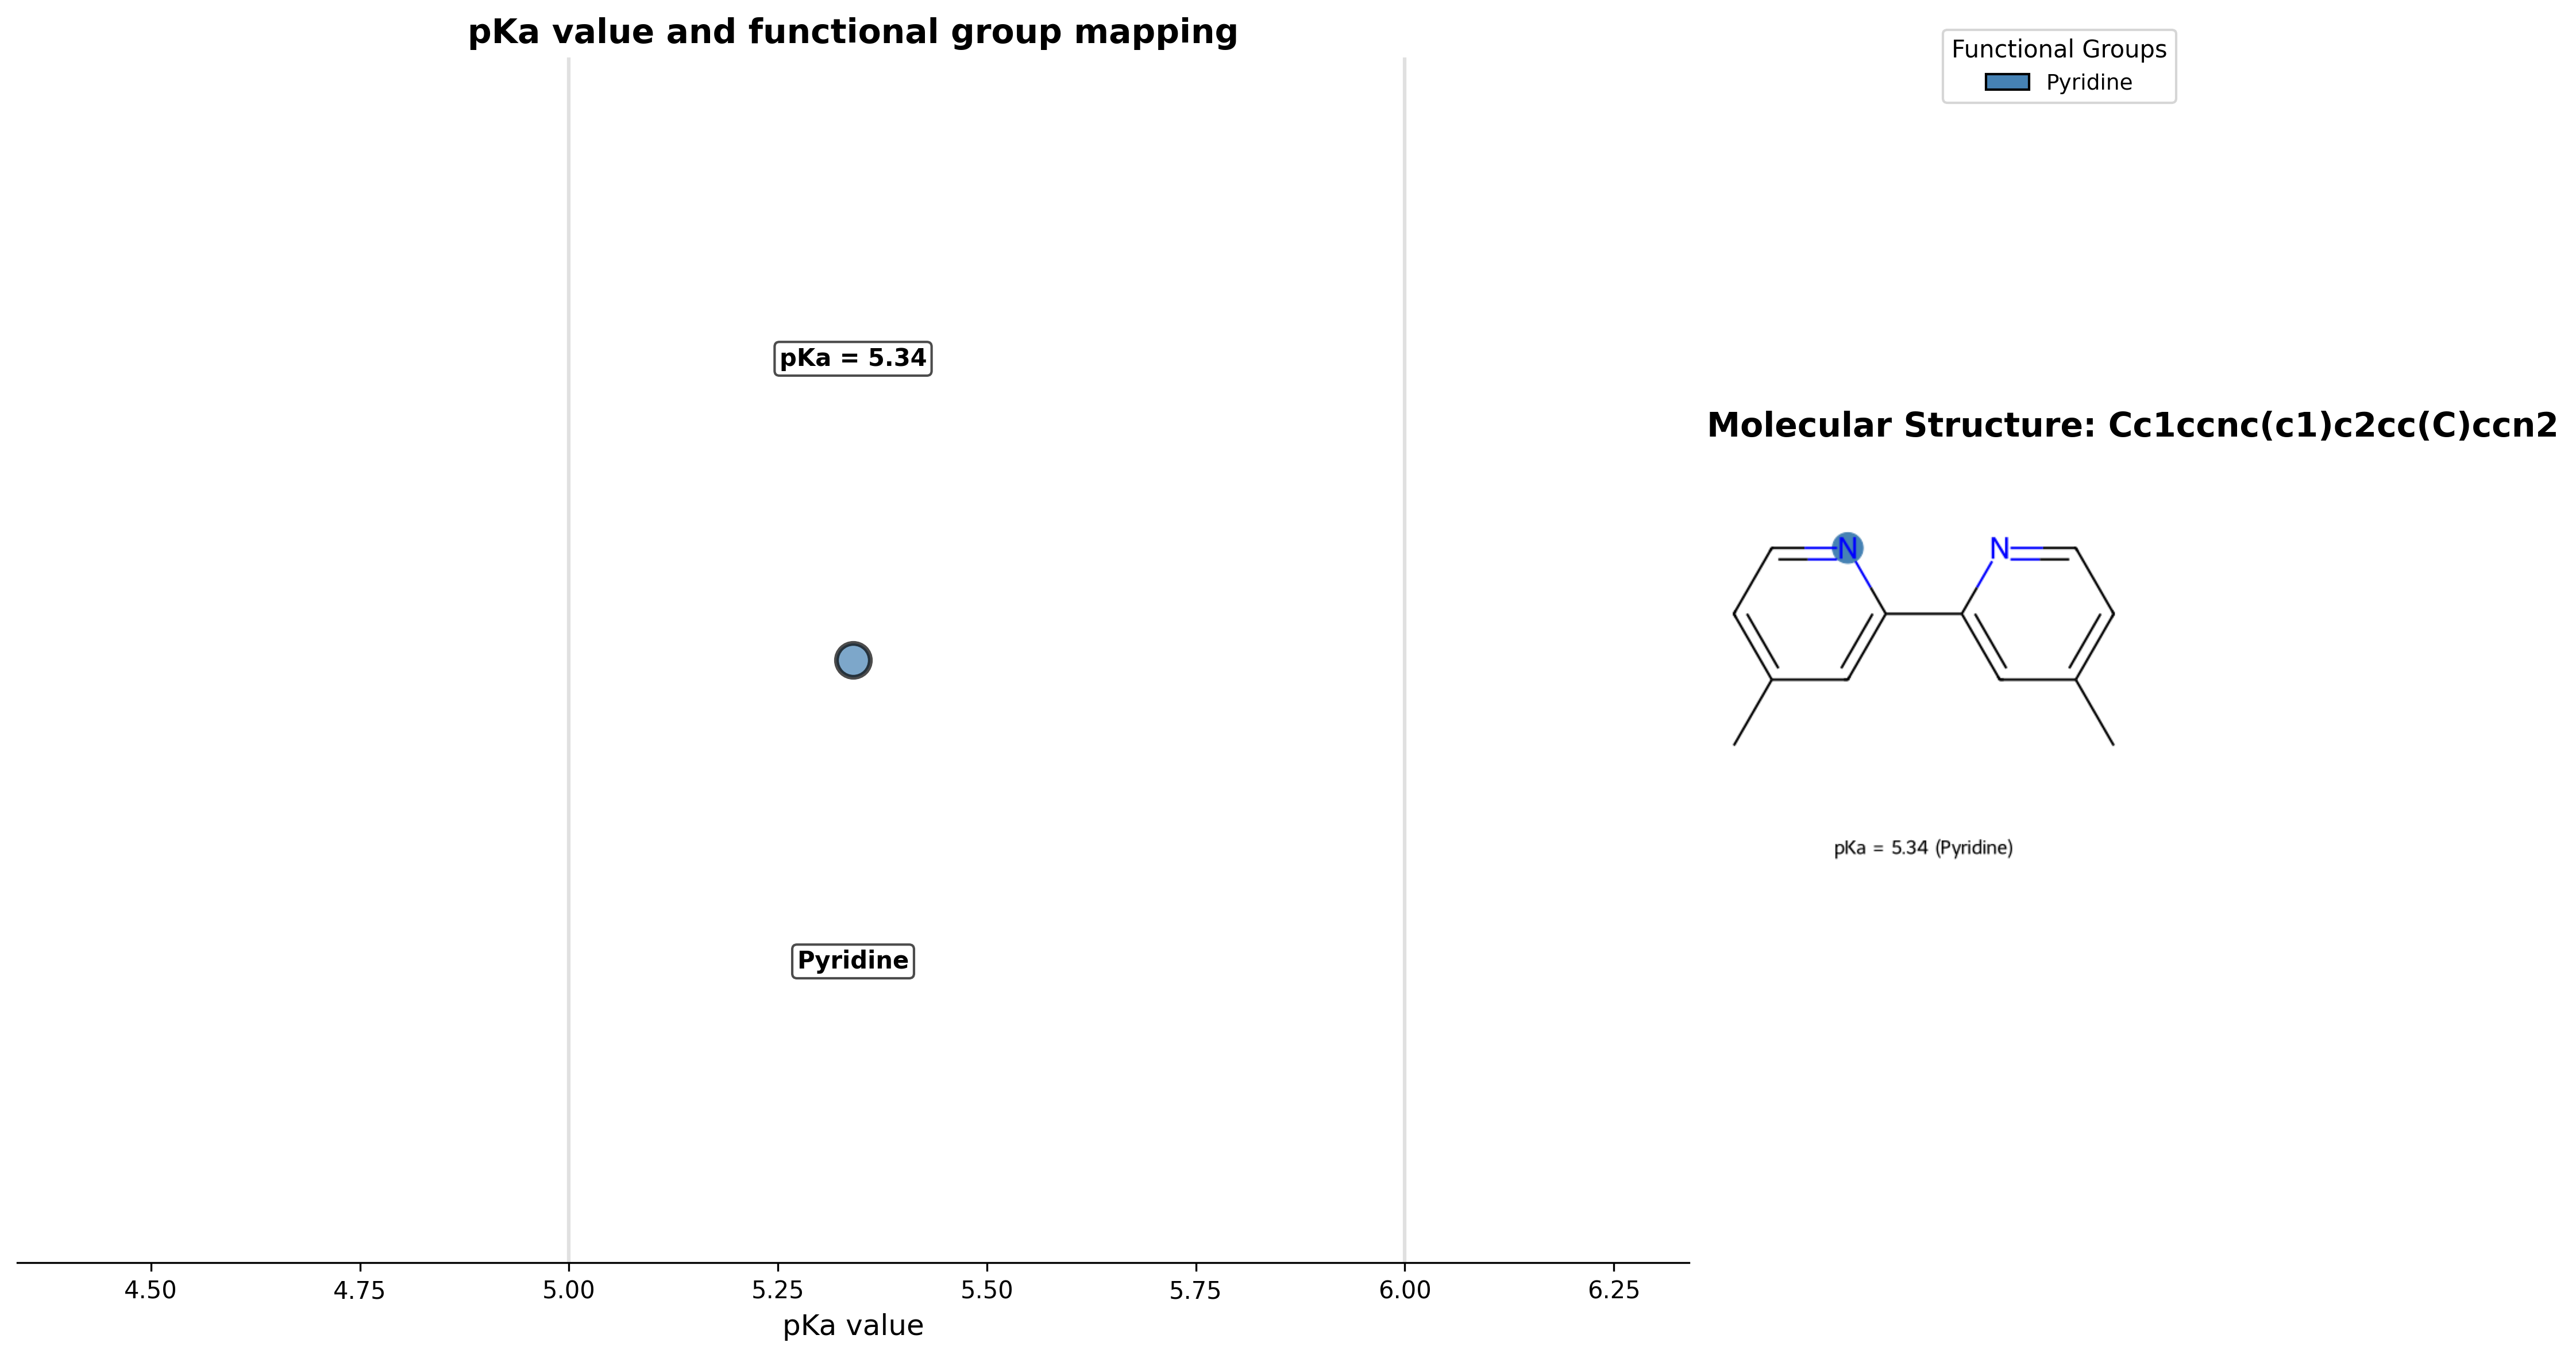 pKa value and functional group mapping
Functional Groups
Pyridine
pKa = 5.34
Molecular Structure: Cc1ccnc(c1)c2cc(C)ccn2
N
N
pKa = 5.34 (Pyridine)
Pyridine
4.50 4.75 5.00 5.25 5.50 5.75 6.00 6.25
pKa value